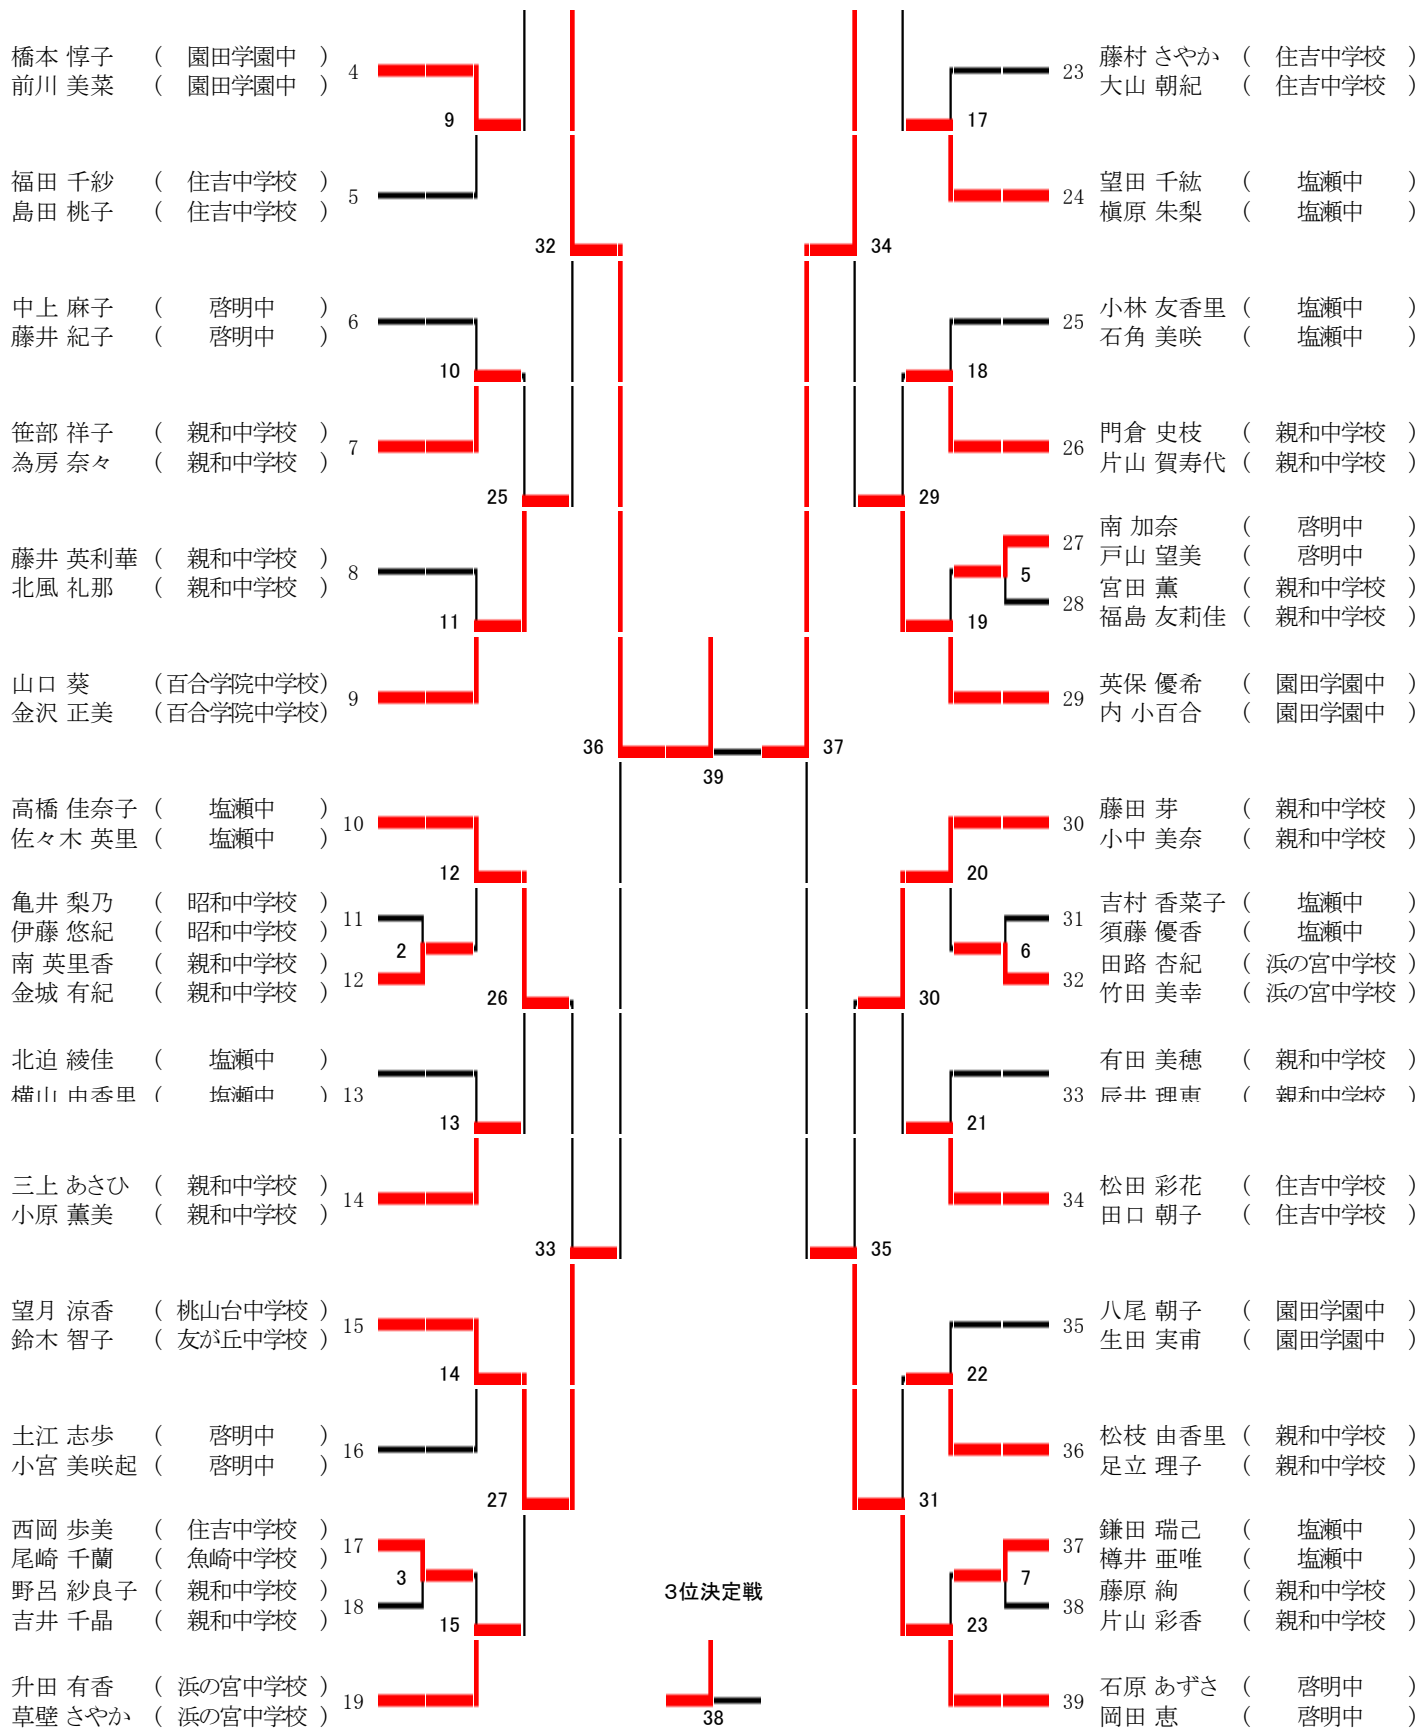 橋本 惇子 ( 園田学園中 )
前川 美菜 ( 園田学園中 )
4
9
福田 千紗 ( 住吉中学校 )
島田 桃子 ( 住吉中学校 )
5
32
中上 麻子 ( 啓明中 )
藤井 紀子 ( 啓明中 )
6
10
笹部 祥子 ( 親和中学校 )
為房 奈々 ( 親和中学校 )
7
25
藤井 英利華 ( 親和中学校 )
北風 礼那 ( 親和中学校 )
8
11
山口 葵 (百合学院中学校)
金沢 正美 (百合学院中学校)
9
36
39
37
高橋 佳奈子 ( 塩瀬中 )
佐々木 英里 ( 塩瀬中 )
10
12
亀井 梨乃 ( 昭和中学校 )
伊藤 悠紀 ( 昭和中学校 )
11
2
南 英里香 ( 親和中学校 )
金城 有紀 ( 親和中学校 )
12
26
北迫 綾佳 ( 塩瀬中 )
横山 由香里 ( 塩瀬中 )
13
13
三上 あさひ ( 親和中学校 )
小原 薫美 ( 親和中学校 )
14
33
望月 涼香 ( 桃山台中学校 )
鈴木 智子 ( 友が丘中学校 )
15
14
土江 志歩 ( 啓明中 )
小宮 美咲起 ( 啓明中 )
16
27
西岡 歩美 ( 住吉中学校 )
尾崎 千蘭 ( 魚崎中学校 )
17
3
野呂 紗良子 ( 親和中学校 )
吉井 千晶 ( 親和中学校 )
18
15
升田 有香 ( 浜の宮中学校 )
草壁 さやか ( 浜の宮中学校 )
19
3位決定戦
38
23
藤村 さやか ( 住吉中学校 )
大山 朝紀 ( 住吉中学校 )
17
24
望田 千紘 ( 塩瀬中 )
槇原 朱梨 ( 塩瀬中 )
34
25
小林 友香里 ( 塩瀬中 )
石角 美咲 ( 塩瀬中 )
18
26
門倉 史枝 ( 親和中学校 )
片山 賀寿代 ( 親和中学校 )
29
27
南 加奈 ( 啓明中 )
戸山 望美 ( 啓明中 )
5
28
宮田 薫 ( 親和中学校 )
福島 友莉佳 ( 親和中学校 )
19
29
英保 優希 ( 園田学園中 )
内 小百合 ( 園田学園中 )
30
藤田 芽 ( 親和中学校 )
小中 美奈 ( 親和中学校 )
20
31
吉村 香菜子 ( 塩瀬中 )
須藤 優香 ( 塩瀬中 )
6
32
田路 杏紀 ( 浜の宮中学校 )
竹田 美幸 ( 浜の宮中学校 )
30
有田 美穂 ( 親和中学校 )
33 辰井 理恵 ( 親和中学校 )
21
34
松田 彩花 ( 住吉中学校 )
田口 朝子 ( 住吉中学校 )
35
35
八尾 朝子 ( 園田学園中 )
生田 実甫 ( 園田学園中 )
22
36
松枝 由香里 ( 親和中学校 )
足立 理子 ( 親和中学校 )
31
37
鎌田 瑞己 ( 塩瀬中 )
樽井 亜唯 ( 塩瀬中 )
7
38
藤原 絢 ( 親和中学校 )
片山 彩香 ( 親和中学校 )
23
39
石原 あずさ ( 啓明中 )
岡田 恵 ( 啓明中 )